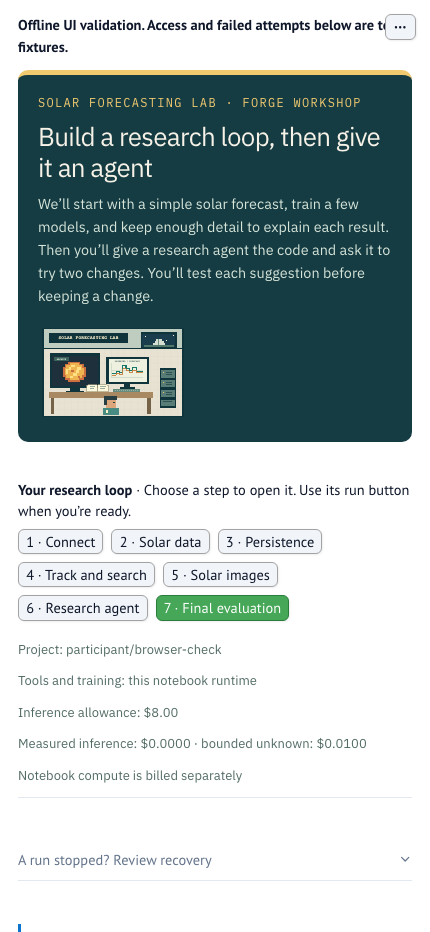 Offline UI validation. Access and failed attempts below are
fixtures.
SOLAR FORECASTING LAB · FORGE WORKSHOP
Build a research loop, then give
it an agent
We’ll start with a simple solar forecast, train a few
models, and keep enough detail to explain each result.
Then you’ll give a research agent the code and ask it to
try two changes. You’ll test each suggestion before
keeping a change.
SOLAR FORECASTING LAB
Your research loop · Choose a step to open it. Use its run button
when you’re ready.
1 · Connect 2 · Solar data 3 · Persistence
4 · Track and search 5 · Solar images
6 · Research agent 7 · Final evaluation
Project: participant/browser-check
Tools and training: this notebook runtime
Inference allowance: $8.00
Measured inference: $0.0000 · bounded unknown: $0.0100
Notebook compute is billed separately
A run stopped? Review recovery